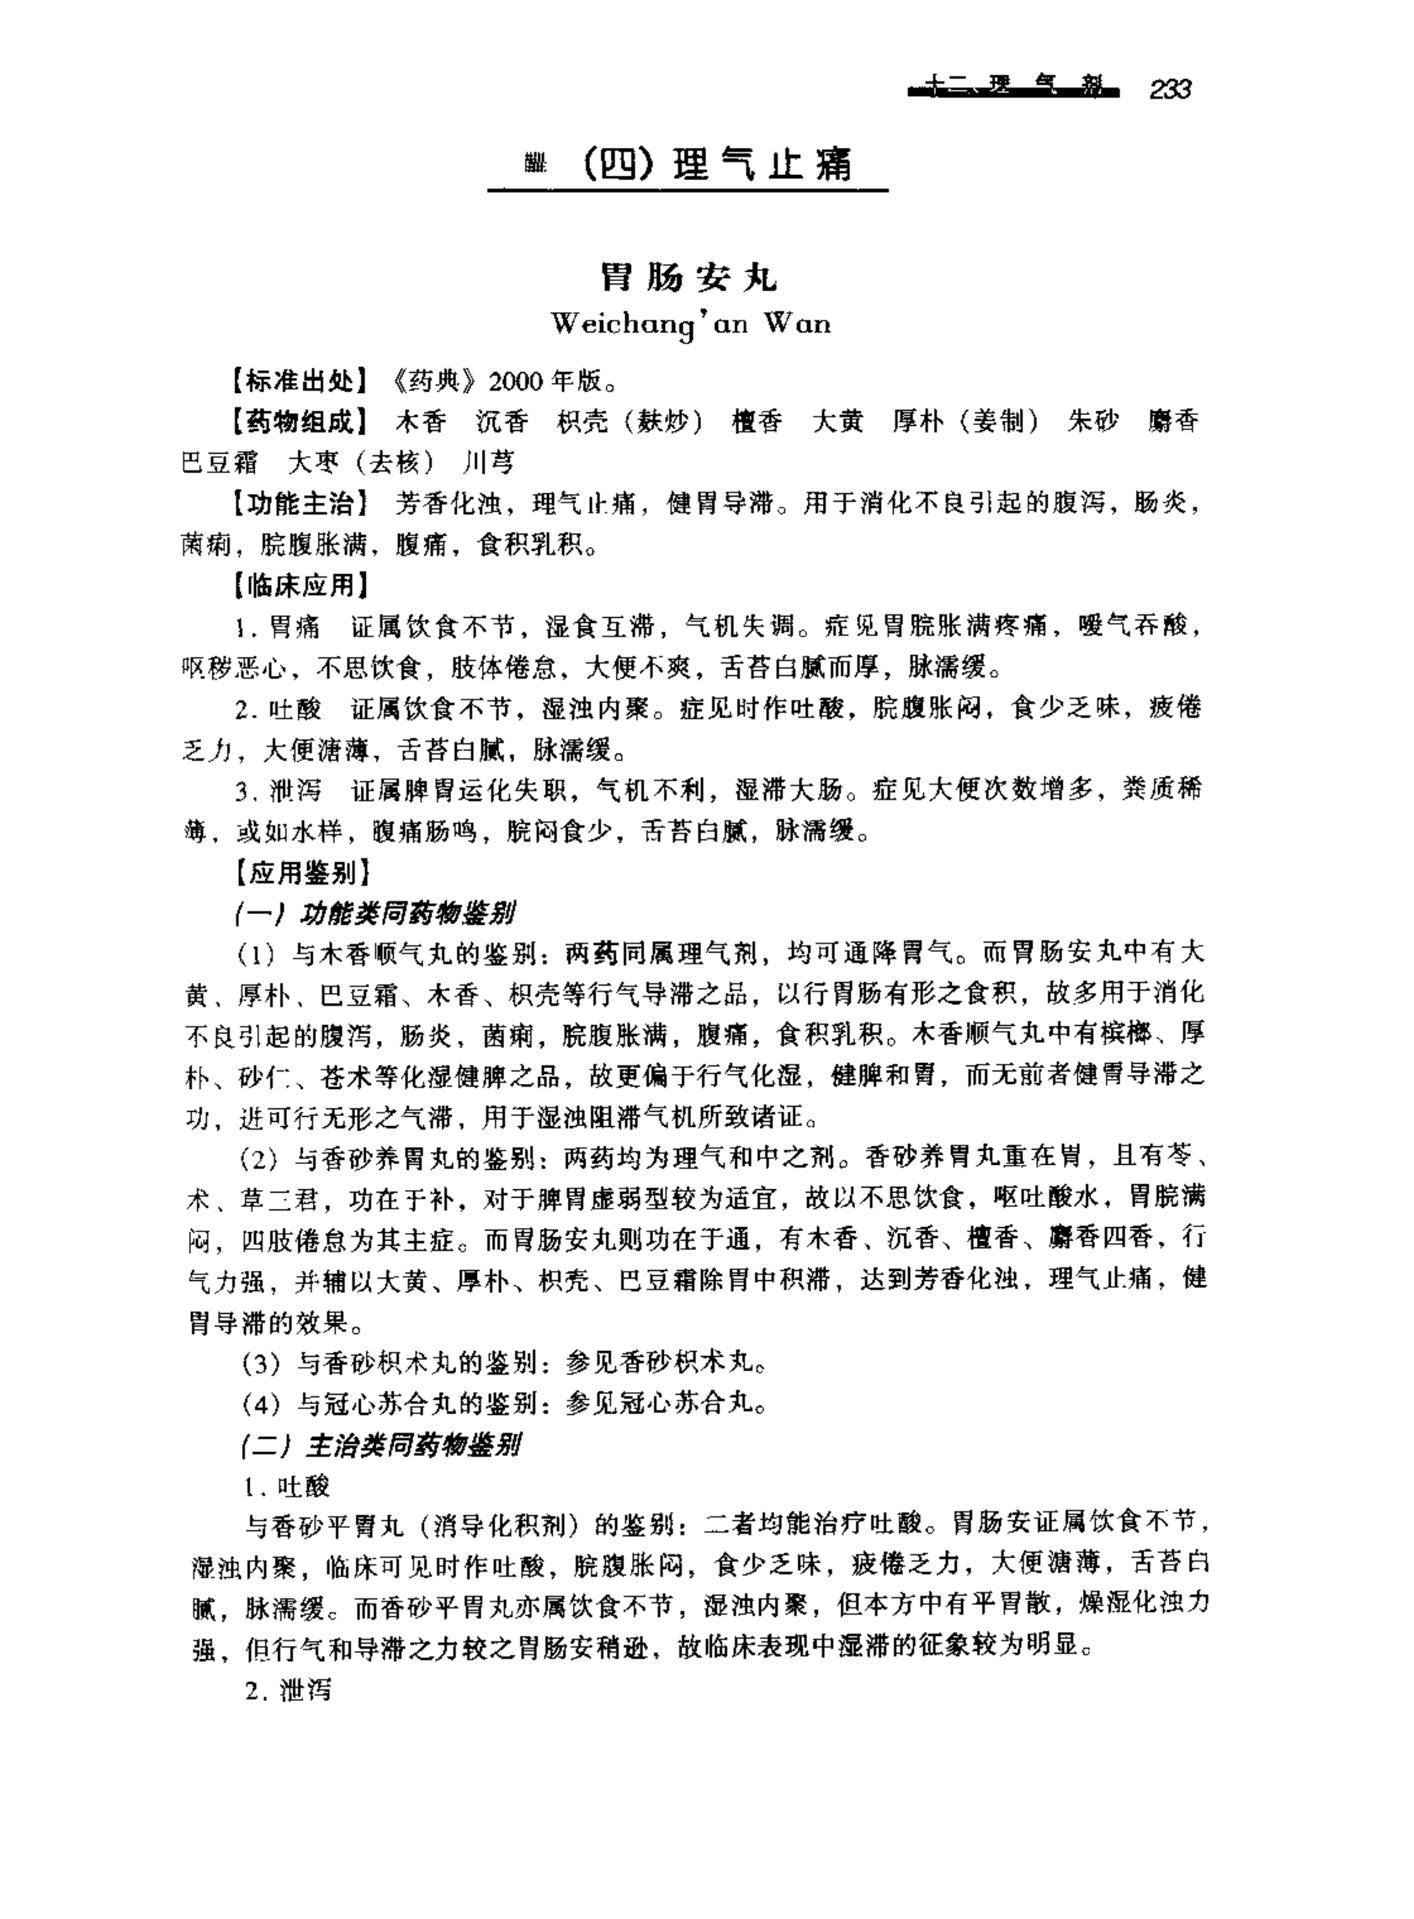 十二、理气剂 233
(四)理气止痛
胃肠安丸
Weichang'an Wan
【标准出处】《药典》2000年版。
【药物组成】 木香 沉香 枳壳（麸炒） 檀香 大黄 厚朴（姜制） 朱砂 麝香
巴豆霜 大枣（去核） 川芎
【功能主治】 芳香化浊，理气止痛，健胃导滞。用于消化不良引起的腹泻，肠炎，
菌痢，脘腹胀满，腹痛，食积乳积。
【临床应用】
1. 胃痛 证属饮食不节，湿食互滞，气机失调。症见胃脘胀满疼痛，嗳气吞酸，
呕秽恶心，不思饮食，肢体倦怠，大便不爽，舌苔白腻而厚，脉濡缓。
2. 吐酸 证属饮食不节，湿浊内聚。症见时作吐酸，脘腹胀闷，食少乏味，疲倦
乏力，大便溏薄，舌苔白腻，脉濡缓。
3. 泄泻 证属脾胃运化失职，气机不利，湿滞大肠。症见大便次数增多，粪质稀
薄，或如水样，腹痛肠鸣，脘闷食少，舌苔白腻，脉濡缓。
【应用鉴别】
(一) 功能类同药物鉴别
（1）与木香顺气丸的鉴别：两药同属理气剂，均可通降胃气。而胃肠安丸中有大
黄、厚朴、巴豆霜、木香、枳壳等行气导滞之品，以行胃肠有形之食积，故多用于消化
不良引起的腹泻，肠炎，菌痢，脘腹胀满，腹痛，食积乳积。木香顺气丸中有槟榔、厚
朴、砂仁、苍术等化湿健脾之品，故更偏于行气化湿，健脾和胃，而无前者健胃导滞之
功，进可行无形之气滞，用于湿浊阻滞气机所致诸证。
（2）与香砂养胃丸的鉴别：两药均为理气和中之剂。香砂养胃丸重在胃，且有苓、
术、草三君，功在于补，对于脾胃虚弱型较为适宜，故以不思饮食，呕吐酸水，胃脘满
闷，四肢倦怠为其主症。而胃肠安丸则功在于通，有木香、沉香、檀香、麝香四香，行
气力强，并辅以大黄、厚朴、枳壳、巴豆霜除胃中积滞，达到芳香化浊，理气止痛，健
胃导滞的效果。
（3）与香砂枳术丸的鉴别：参见香砂枳术丸。
（4）与冠心苏合丸的鉴别：参见冠心苏合丸。
(二) 主治类同药物鉴别
1. 吐酸
与香砂平胃丸（消导化积剂）的鉴别：二者均能治疗吐酸。胃肠安证属饮食不节，
湿浊内聚，临床可见时作吐酸，脘腹胀闷，食少乏味，疲倦乏力，大便溏薄，舌苔白
腻，脉濡缓。而香砂平胃丸亦属饮食不节，湿浊内聚，但本方中有平胃散，燥湿化浊力
强，但行气和导滞之力较之胃肠安稍逊，故临床表现中湿滞的征象较为明显。
2. 泄泻